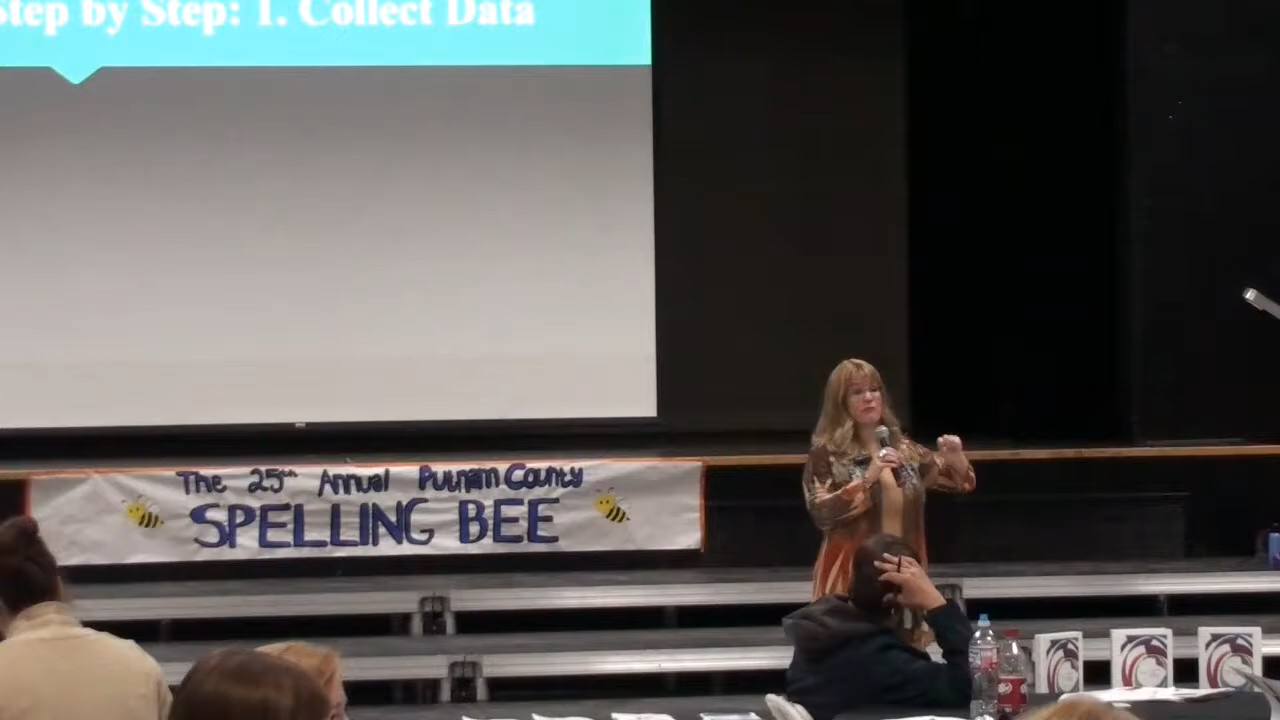 Step by Step: 1. Collect Data
The 25th Annual Putnam County
SPELLING BEE